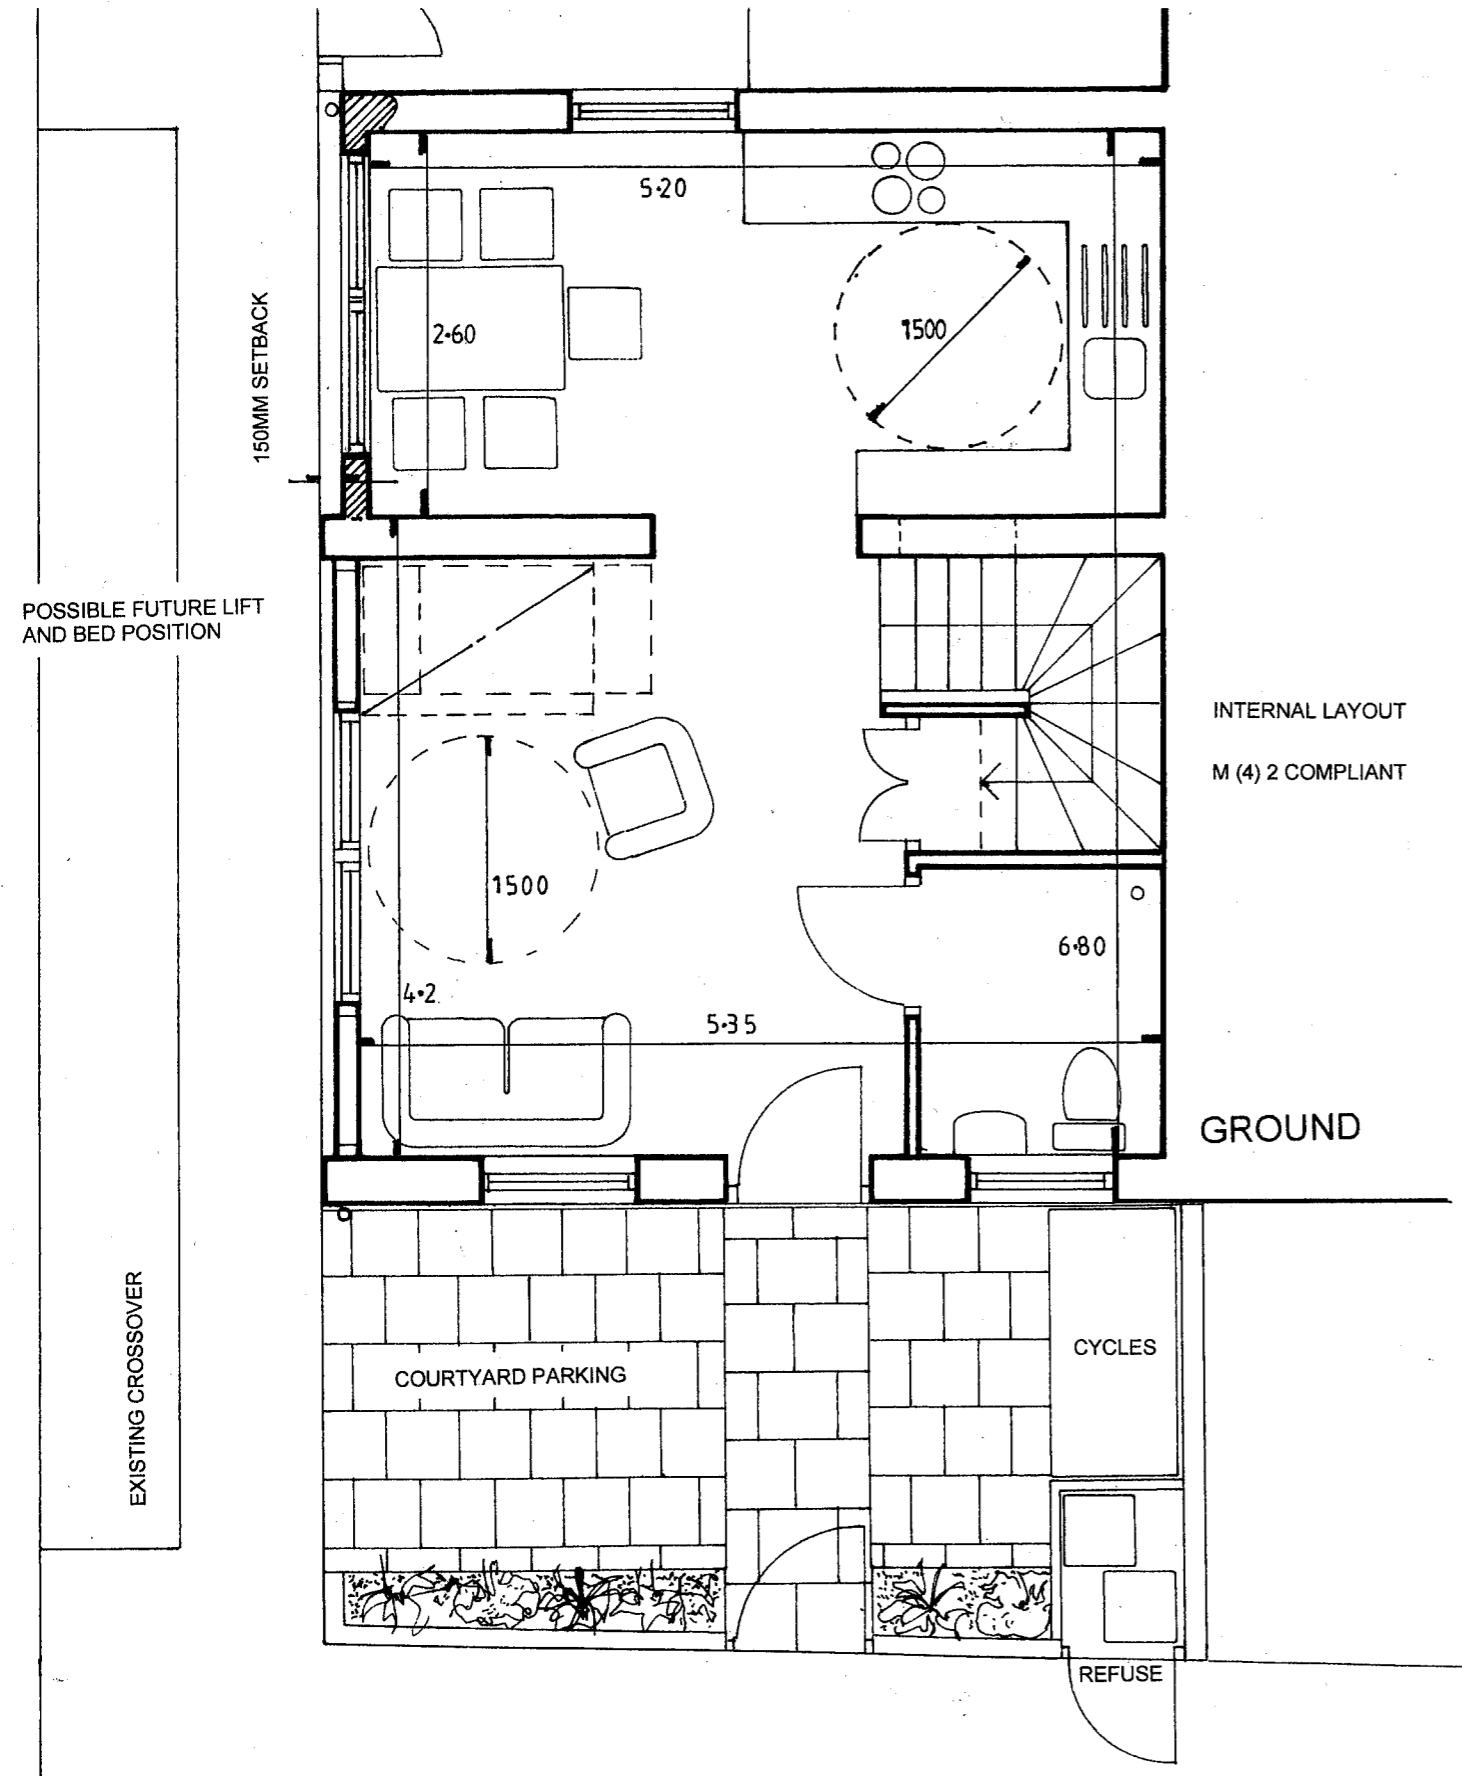 5·20
150MM SETBACK
2·60
1500
POSSIBLE FUTURE LIFT
AND BED POSITION
INTERNAL LAYOUT
M (4) 2 COMPLIANT
1500
6·80
4·2
5·35
GROUND
EXISTING CROSSOVER
COURTYARD PARKING
CYCLES
REFUSE